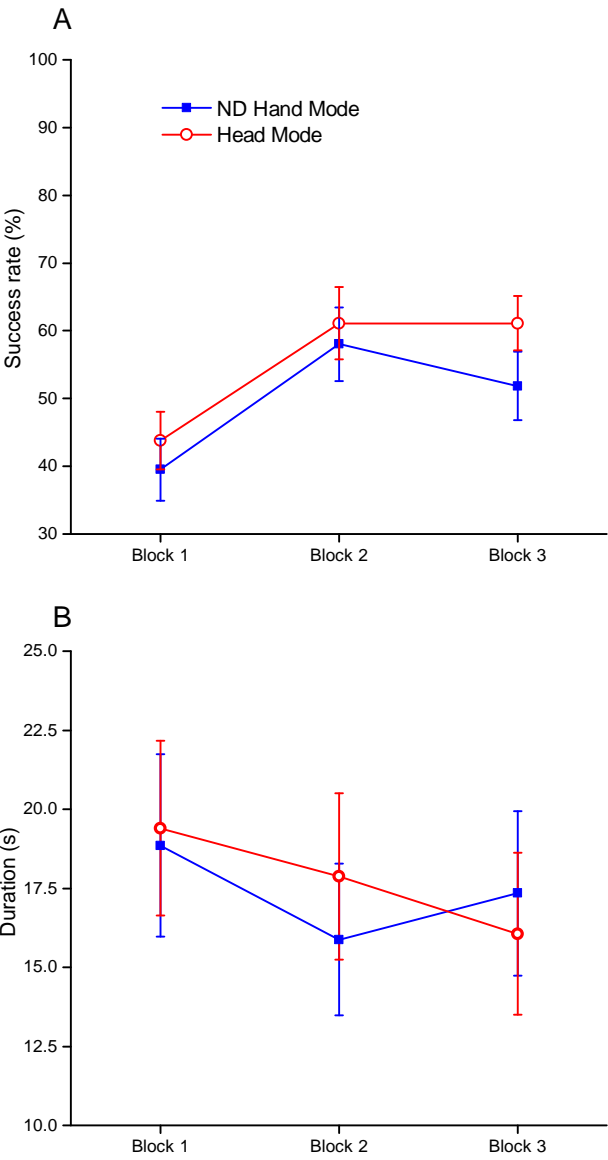 A
100
90
80
70
60
50
40
30
Success rate (%)
ND Hand Mode
Head Mode
Block 1 Block 2 Block 3
B
25.0
22.5
20.0
17.5
15.0
12.5
10.0
Duration (s)
Block 1 Block 2 Block 3